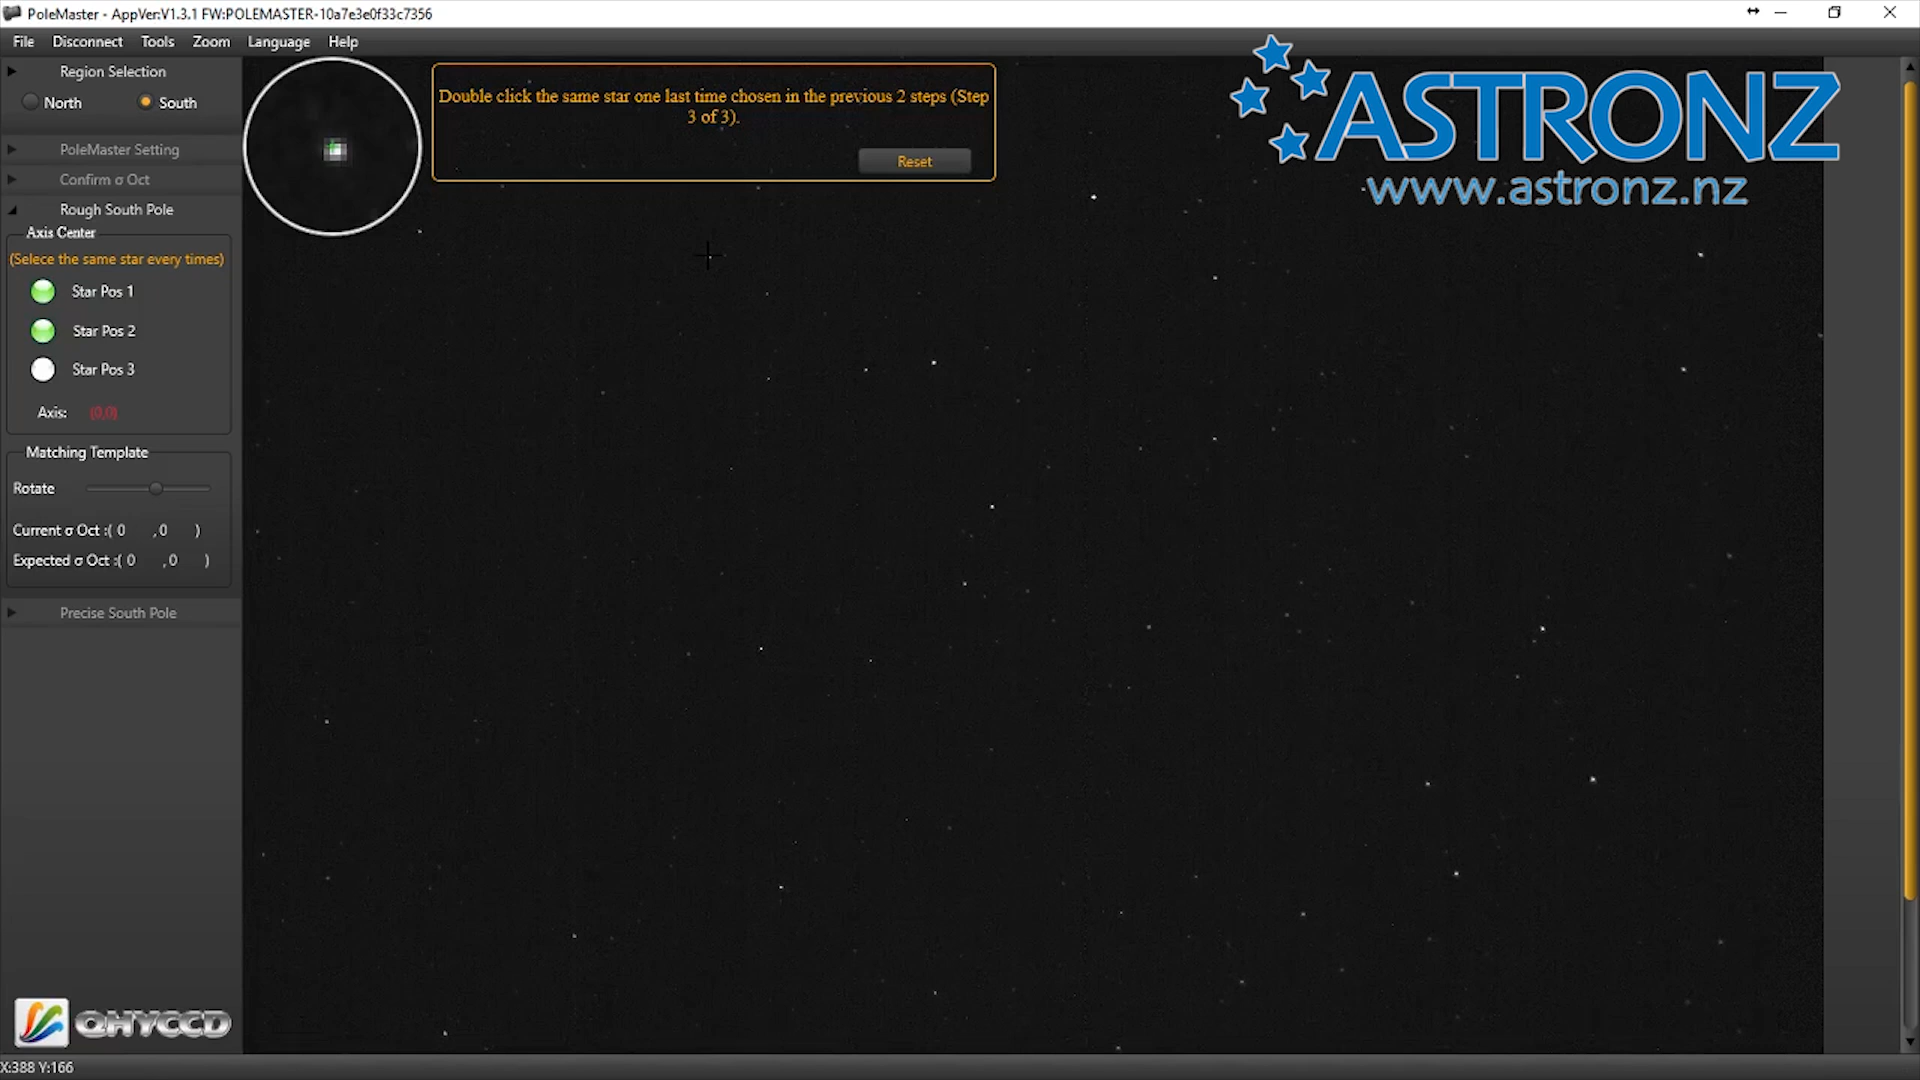 PoleMaster - AppVer:V1.3.1 FW:POLEMASTER-10a7e3e0f33c7356
File Disconnect Tools Zoom Language Help
Region Selection
North South
PoleMaster Setting
Confirm σ Oct
Rough South Pole
Axis Center
(Selece the same star every times)
Star Pos 1
Star Pos 2
Star Pos 3
Axis: (0,0)
Matching Template
Rotate
Current σ Oct :( 0 ,0 )
Expected σ Oct :( 0 ,0 )
Precise South Pole
QHYCCD
X:388 Y:166
Double click the same star one last time chosen in the previous 2 steps (Step
3 of 3).
Reset
ASTRONZ
www.astronz.nz